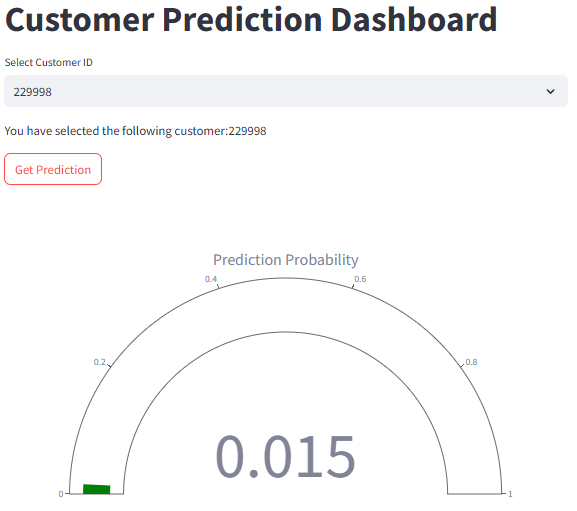 Customer Prediction Dashboard
Select Customer ID
229998
You have selected the following customer:229998
Get Prediction
Prediction Probability
0.4
0.6
0.2
0.8
0.015
0
1